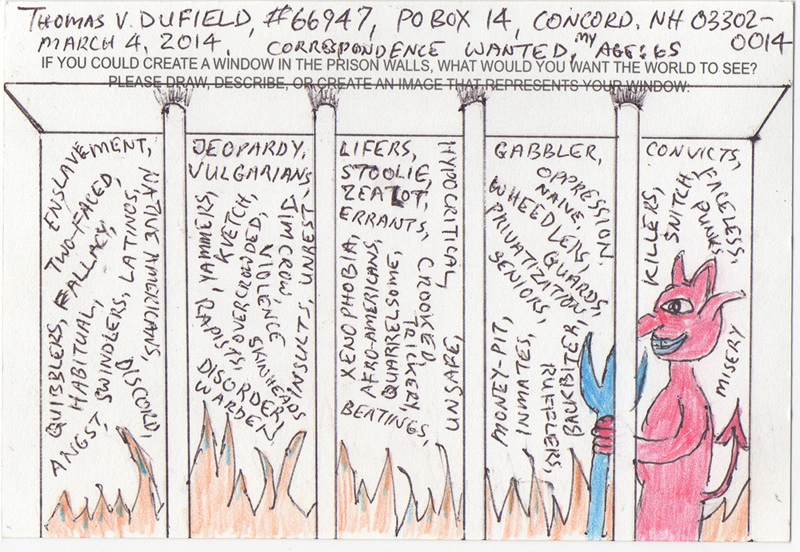 THOMAS V. DUFIELD, #66947, PO BOX 14, CONCORD, NH 03302-
0014
MARCH 4, 2014, CORRESPONDENCE WANTED, MY AGE: 65
IF YOU COULD CREATE A WINDOW IN THE PRISON WALLS, WHAT WOULD YOU WANT THE WORLD TO SEE?
PLEASE DRAW, DESCRIBE, OR CREATE AN IMAGE THAT REPRESENTS YOUR WINDOW:
ENSLAVEMENT,
TWO-FACED,
FALLACY,
QUIBBLERS,
HABITUAL,
ANGST,
SWINDLERS,
LATINOS,
NATIVE AMERICANS,
DISCORD,
JEOPARDY,
VULGARIANS,
YAMMERS,
KVETCH,
OVERCROWDED,
VIOLENCE
JIM CROW,
UNREST
INSULTS,
SKINHEADS
DISORDER,
WARDEN
LIFERS,
STOOLIE,
ZEALOT,
ERRANTS,
XENOPHOBIA,
AFRO-AMERICANS,
QUARRELSOME,
TRICKERY,
CROOKED,
HYPOCRITICAL,
UNSAFE
BEATINGS,
GABBLER,
OPPRESSION
NAIVE,
WHEEDLERS,
GUARDS,
PRIVATIZATION
SENIORS,
MONEY-PIT,
INMATES,
BACKBITER,
RUFFLERS,
CONVICTS,
FACELESS,
PUNKS
SNITCH
KILLERS,
MISERY